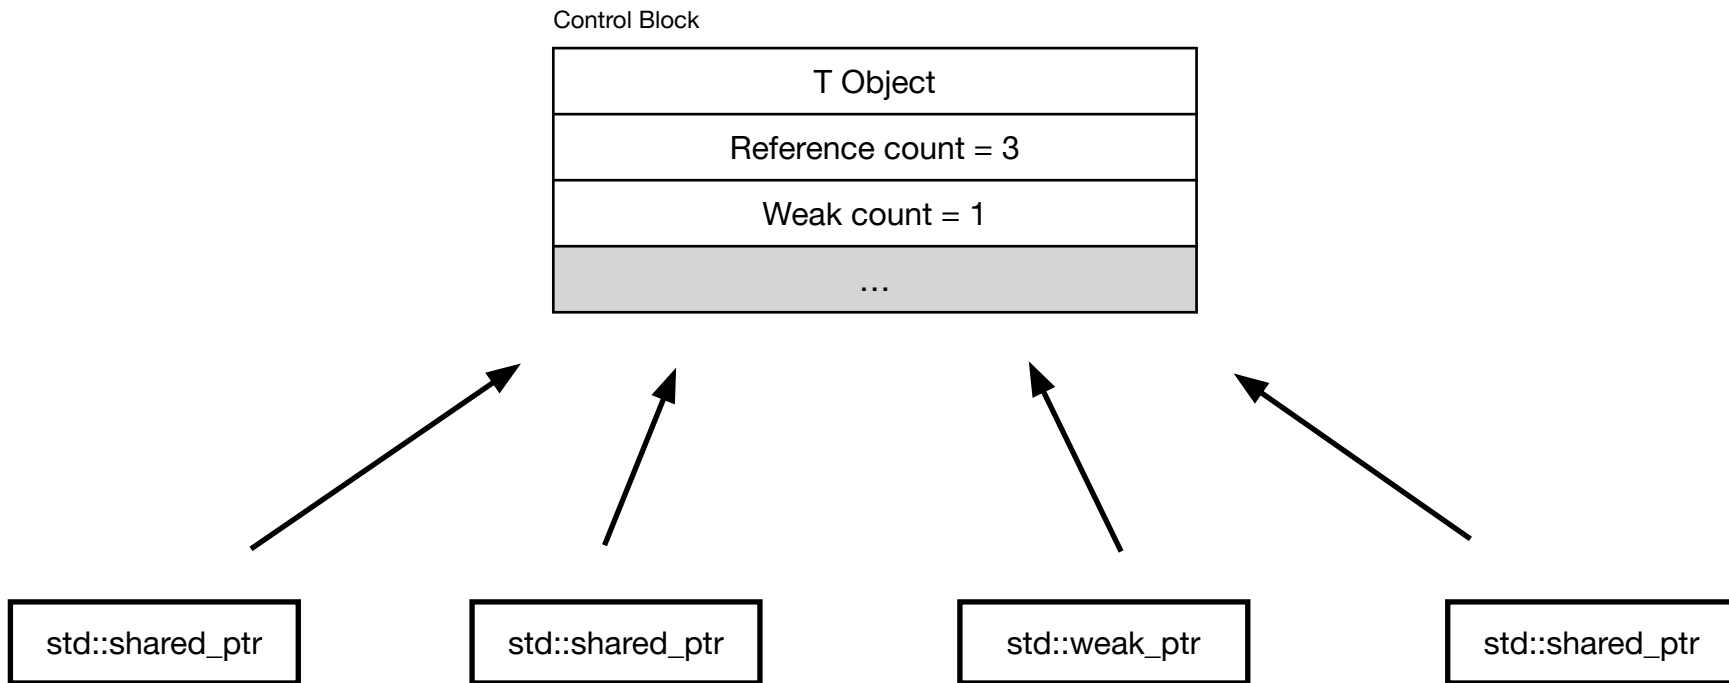 Control Block
T Object
Reference count = 3
Weak count = 1
...
std::shared_ptr
std::shared_ptr
std::weak_ptr
std::shared_ptr